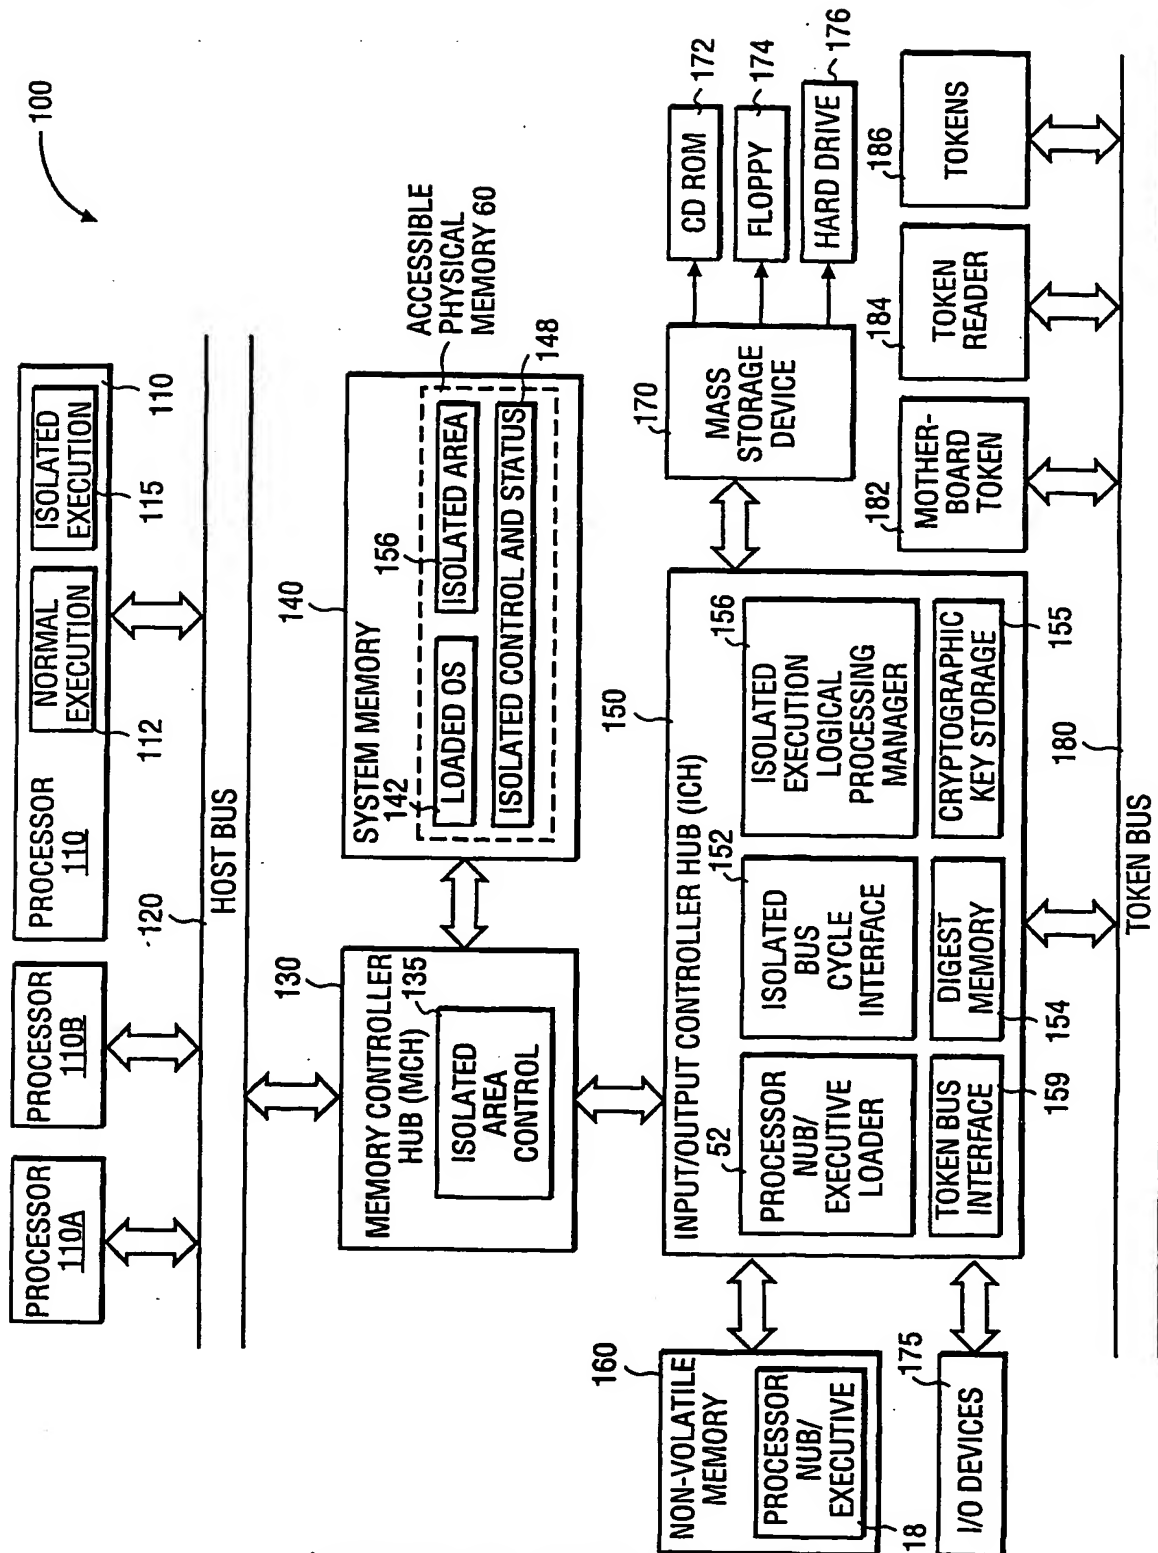 100
PROCESSOR
110A
PROCESSOR
110B
PROCESSOR
110
112
NORMAL
EXECUTION
115
ISOLATED
EXECUTION
110
120
HOST BUS
130
MEMORY CONTROLLER
HUB (MCH)
135
ISOLATED
AREA
CONTROL
140
SYSTEM MEMORY
142
LOADED OS
156
ISOLATED AREA
ISOLATED CONTROL AND STATUS
148
ACCESSIBLE
PHYSICAL
MEMORY 60
160
NON-VOLATILE
MEMORY
PROCESSOR
NUB/
EXECUTIVE
18
175
I/O DEVICES
150
INPUT/OUTPUT CONTROLLER HUB (ICH)
52
PROCESSOR
NUB/
EXECUTIVE
LOADER
152
ISOLATED
BUS
CYCLE
INTERFACE
156
ISOLATED
EXECUTION
LOGICAL
PROCESSING
MANAGER
TOKEN BUS
INTERFACE
159
DIGEST
MEMORY
154
CRYPTOGRAPHIC
KEY STORAGE
155
170
MASS
STORAGE
DEVICE
CD ROM
172
FLOPPY
174
HARD DRIVE
176
182
MOTHER-
BOARD
TOKEN
184
TOKEN
READER
186
TOKENS
180
TOKEN BUS